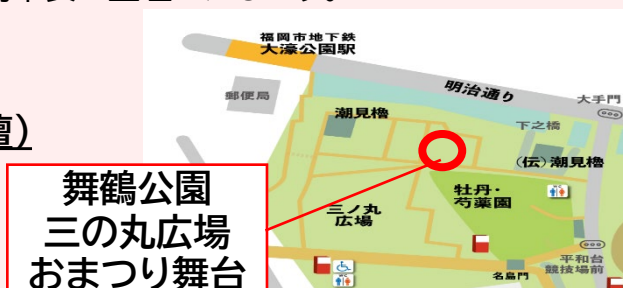 福岡市地下鉄
大濠公園駅
明治通り
大手門
郵便局
潮見櫓
下之橋
(伝)潮見櫓
舞鶴公園
三の丸広場
おまつり舞台
三ノ丸
広場
牡丹・
芍薬園
平和台
競技場前
名島門